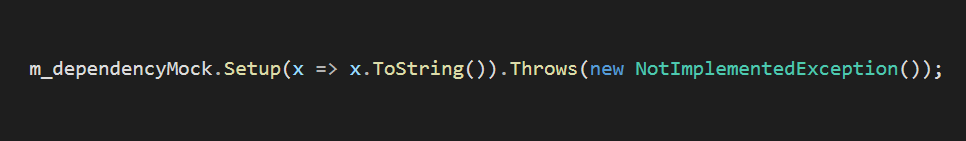 m_dependencyMock.Setup(x => x.ToString()).Throws(new NotImplementedException());